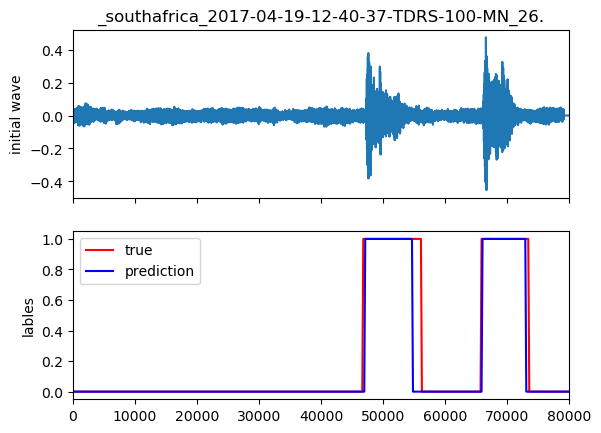 _southafrica_2017-04-19-12-40-37-TDRS-100-MN_26.
initial wave
0.4
0.2
0.0
−0.2
−0.4
lables
1.0
0.8
0.6
0.4
0.2
0.0
true
prediction
0 10000 20000 30000 40000 50000 60000 70000 80000